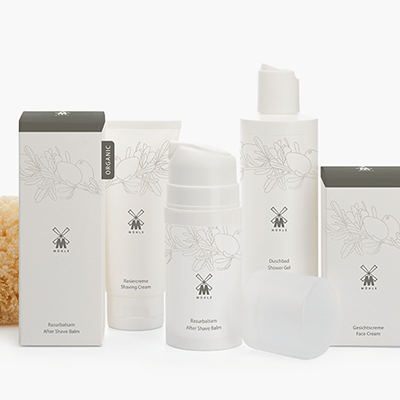 ORGANIC
MÜHLE
Rasurbalsam
After Shave Balm
MÜHLE
Rasiercreme
Shaving Cream
MÜHLE
Rasurbalsam
After Shave Balm
MÜHLE
Duschbad
Shower Gel
MÜHLE
Gesichtscreme
Face Cream